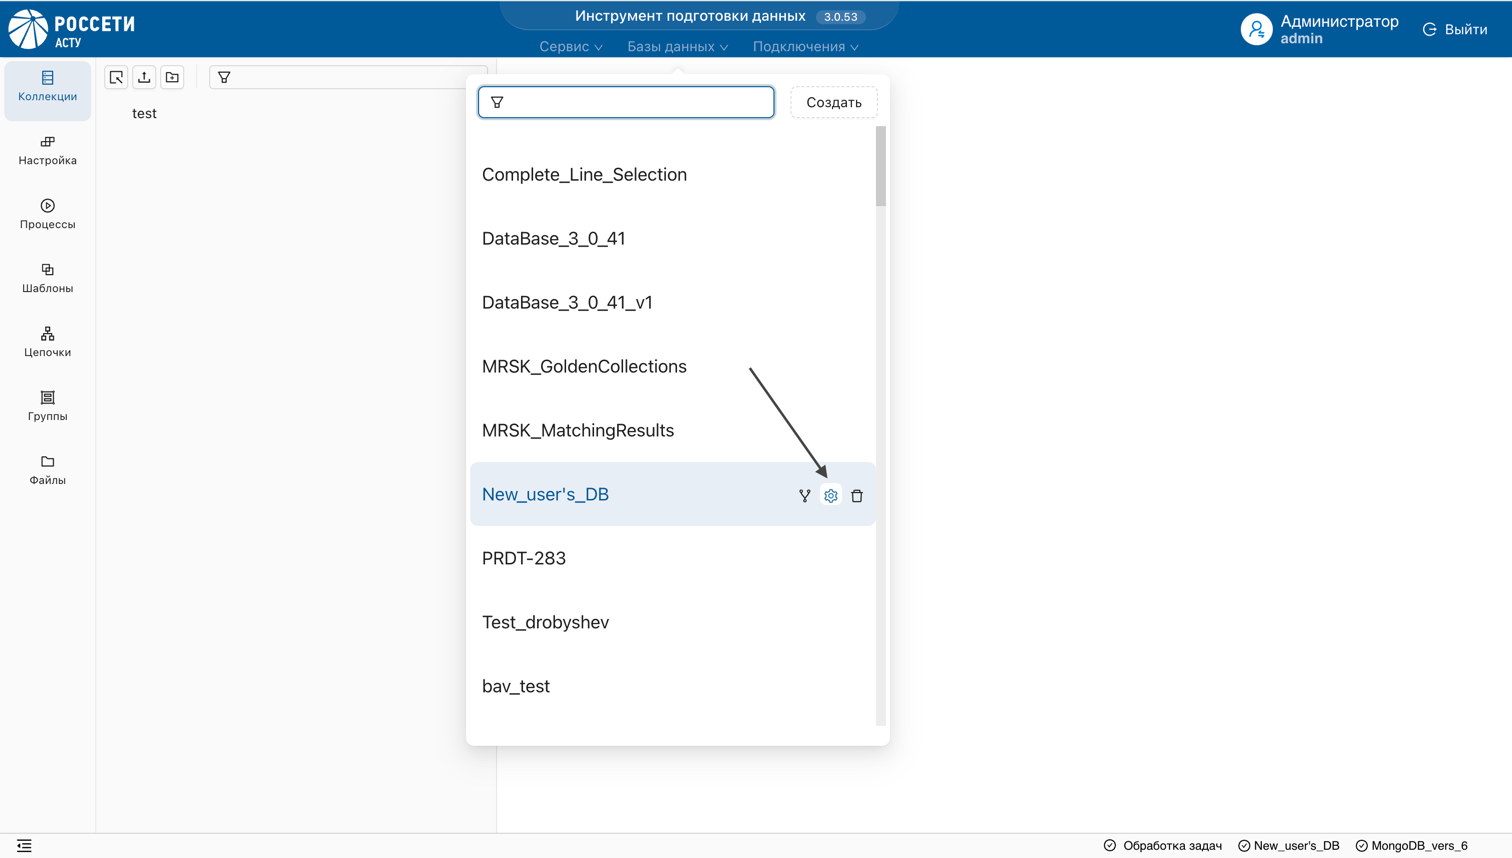 РОССЕТИ
АСТУ
Инструмент подготовки данных 3.0.53
Сервис Базы данных Подключения
Администратор
admin
Выйти
Коллекции
Настройка
Процессы
Шаблоны
Цепочки
Группы
Файлы
test
Создать
Complete_Line_Selection
DataBase_3_0_41
DataBase_3_0_41_v1
MRSK_GoldenCollections
MRSK_MatchingResults
New_user's_DB
PRDT-283
Test_drobyshev
bav_test
Обработка задач New_user's_DB MongoDB_vers_6